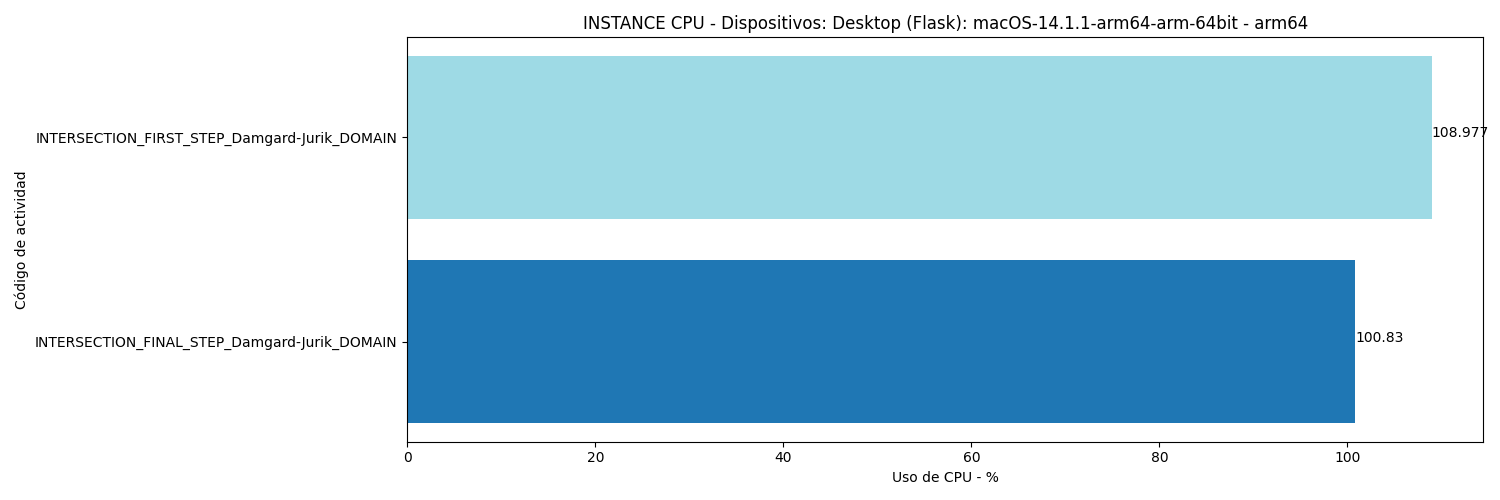 INSTANCE CPU - Dispositivos: Desktop (Flask): macOS-14.1.1-arm64-arm-64bit - arm64
Código de actividad
INTERSECTION_FIRST_STEP_Damgard-Jurik_DOMAIN
108.977
INTERSECTION_FINAL_STEP_Damgard-Jurik_DOMAIN
100.83
0 20 40 60 80 100
Uso de CPU - %